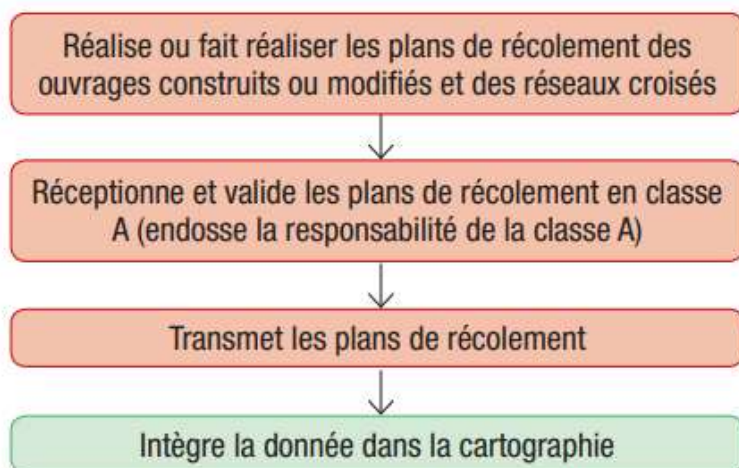 Réalise ou fait réaliser les plans de récolement des
ouvrages construits ou modifiés et des réseaux croisés
Réceptionne et valide les plans de récolement en classe
A (endosse la responsabilité de la classe A)
Transmet les plans de récolement
Intègre la donnée dans la cartographie